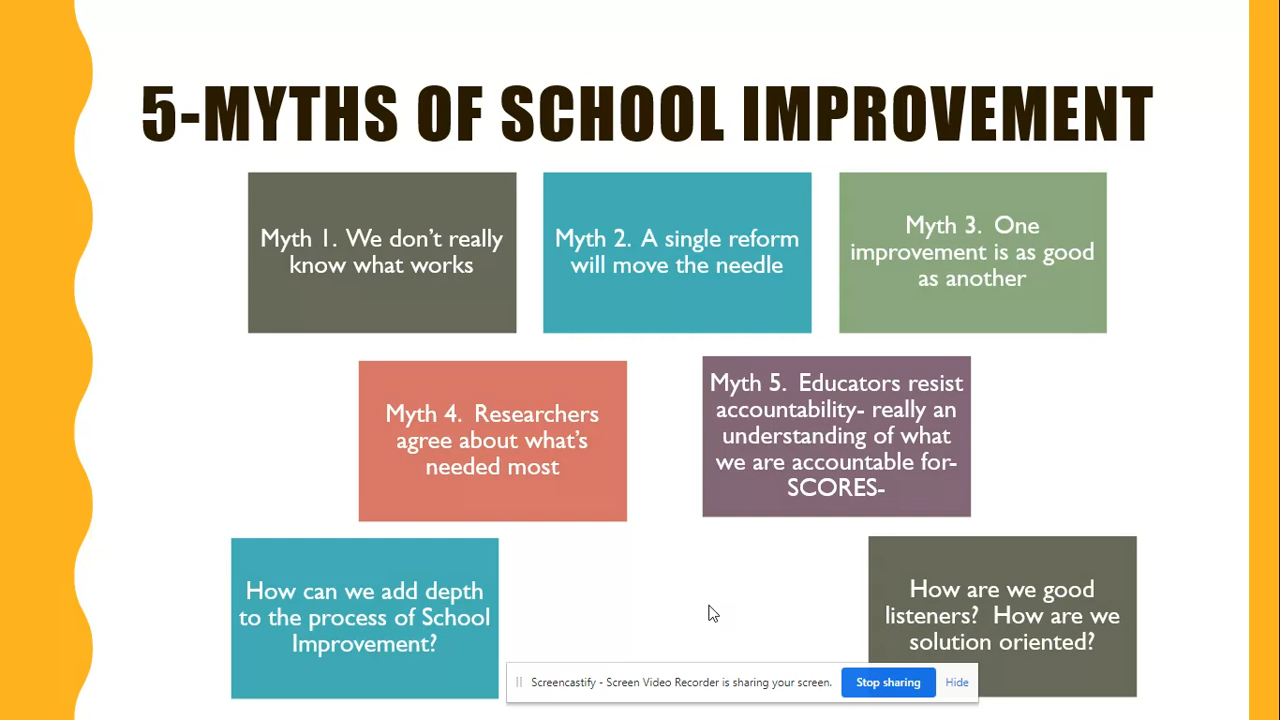 5-MYTHS OF SCHOOL IMPROVEMENT
Myth 1. We don’t really
know what works
Myth 2. A single reform
will move the needle
Myth 3. One
improvement is as good
as another
Myth 4. Researchers
agree about what’s
needed most
Myth 5. Educators resist
accountability- really an
understanding of what
we are accountable for-
SCORES-
How can we add depth
to the process of School
Improvement?
How are we good
listeners? How are we
solution oriented?
Screencastify - Screen Video Recorder is sharing your screen.
Stop sharing
Hide